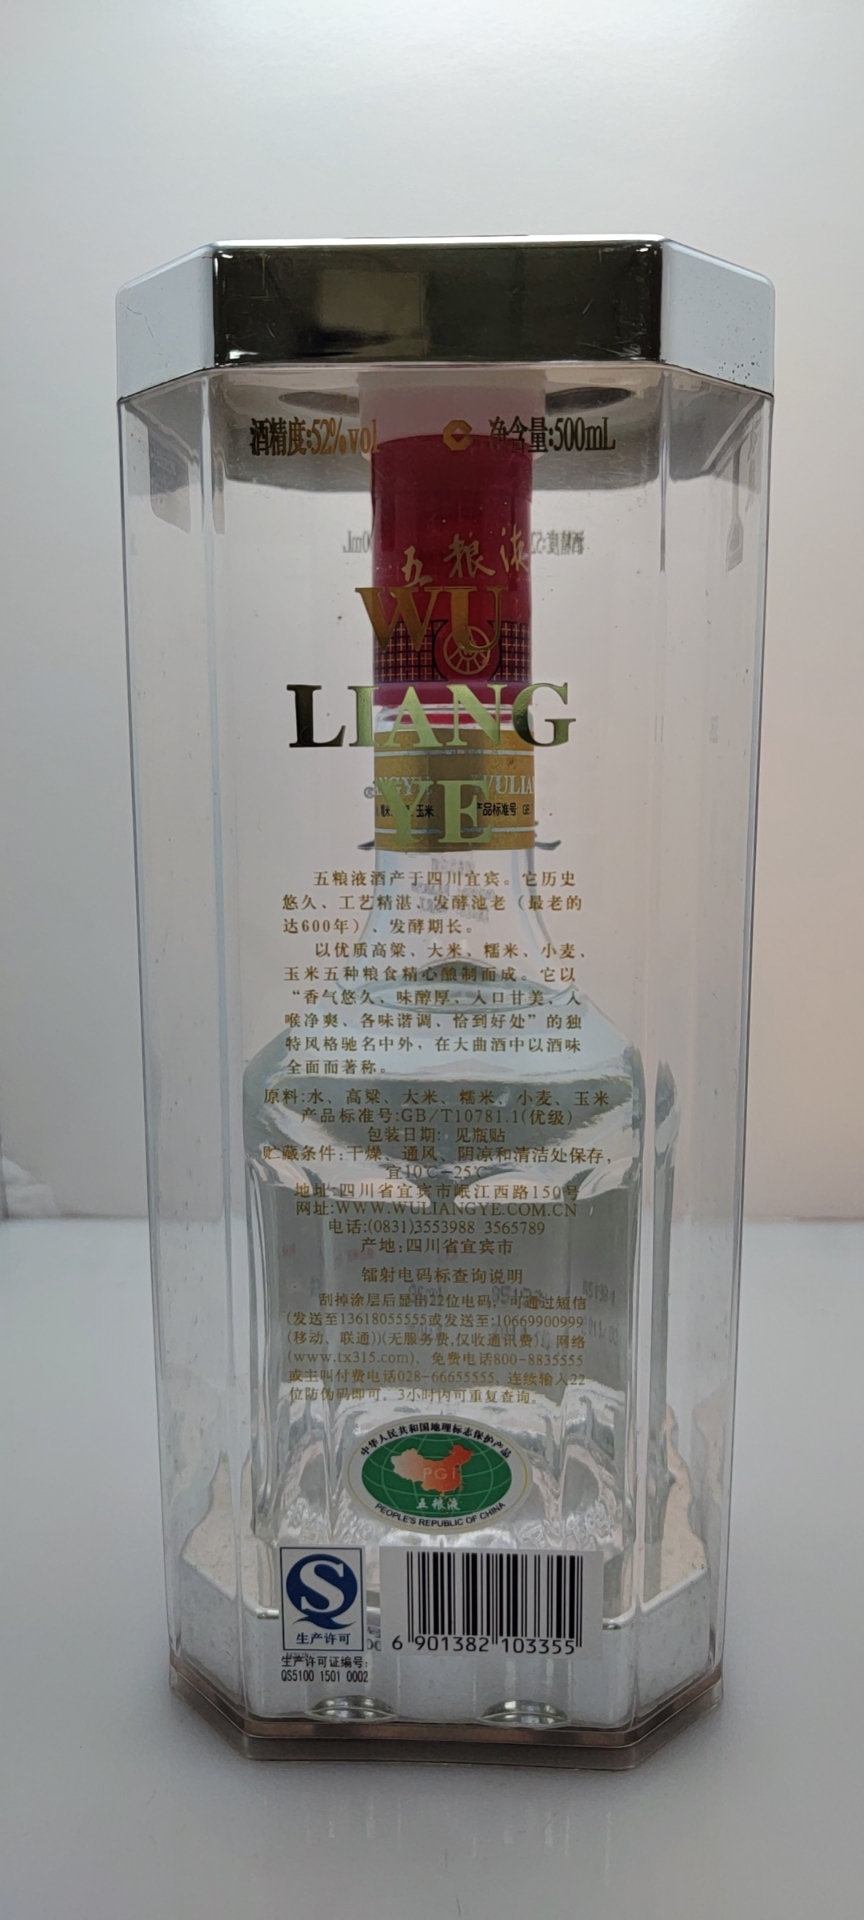 酒精度:52%vol 净含量:500mL
五粮液
WU
LIANG
YE
五粮液酒产于四川宜宾。它历史
悠久、工艺精湛、发酵池老（最老的
达600年）、发酵期长。
以优质高粱、大米、糯米、小麦、
玉米五种粮食精心酿制而成。它以
“香气悠久、味醇厚、入口甘美、入
喉净爽、各味谐调、恰到好处”的独
特风格驰名中外，在大曲酒中以酒味
全面而著称。
原料:水、高粱、大米、糯米、小麦、玉米
产品标准号:GB/T10781.1(优级)
包装日期: 见瓶贴
贮藏条件:干燥、通风、阴凉和清洁处保存，
宜10℃-25℃
地址:四川省宜宾市岷江西路150号
网址:WWW.WULIANGYE.COM.CN
电话:(0831)3553988 3565789
产地:四川省宜宾市
镭射电码标查询说明
刮掉涂层后显出22位电码，可通过短信
(发送至13618055555或发送至:10669900999
(移动、联通))(无服务费,仅收通讯费)、网络
(www.tx315.com)、免费电话800-8835555
或主叫付费电话028-66655555，连续输入22
位防伪码即可。3小时内可重复查询。
中华人民共和国地理标志保护产品
PGI
五粮液
PEOPLE'S REPUBLIC OF CHINA
生产许可
生产许可证编号:
QS5100 1501 0002
6 901382 103355